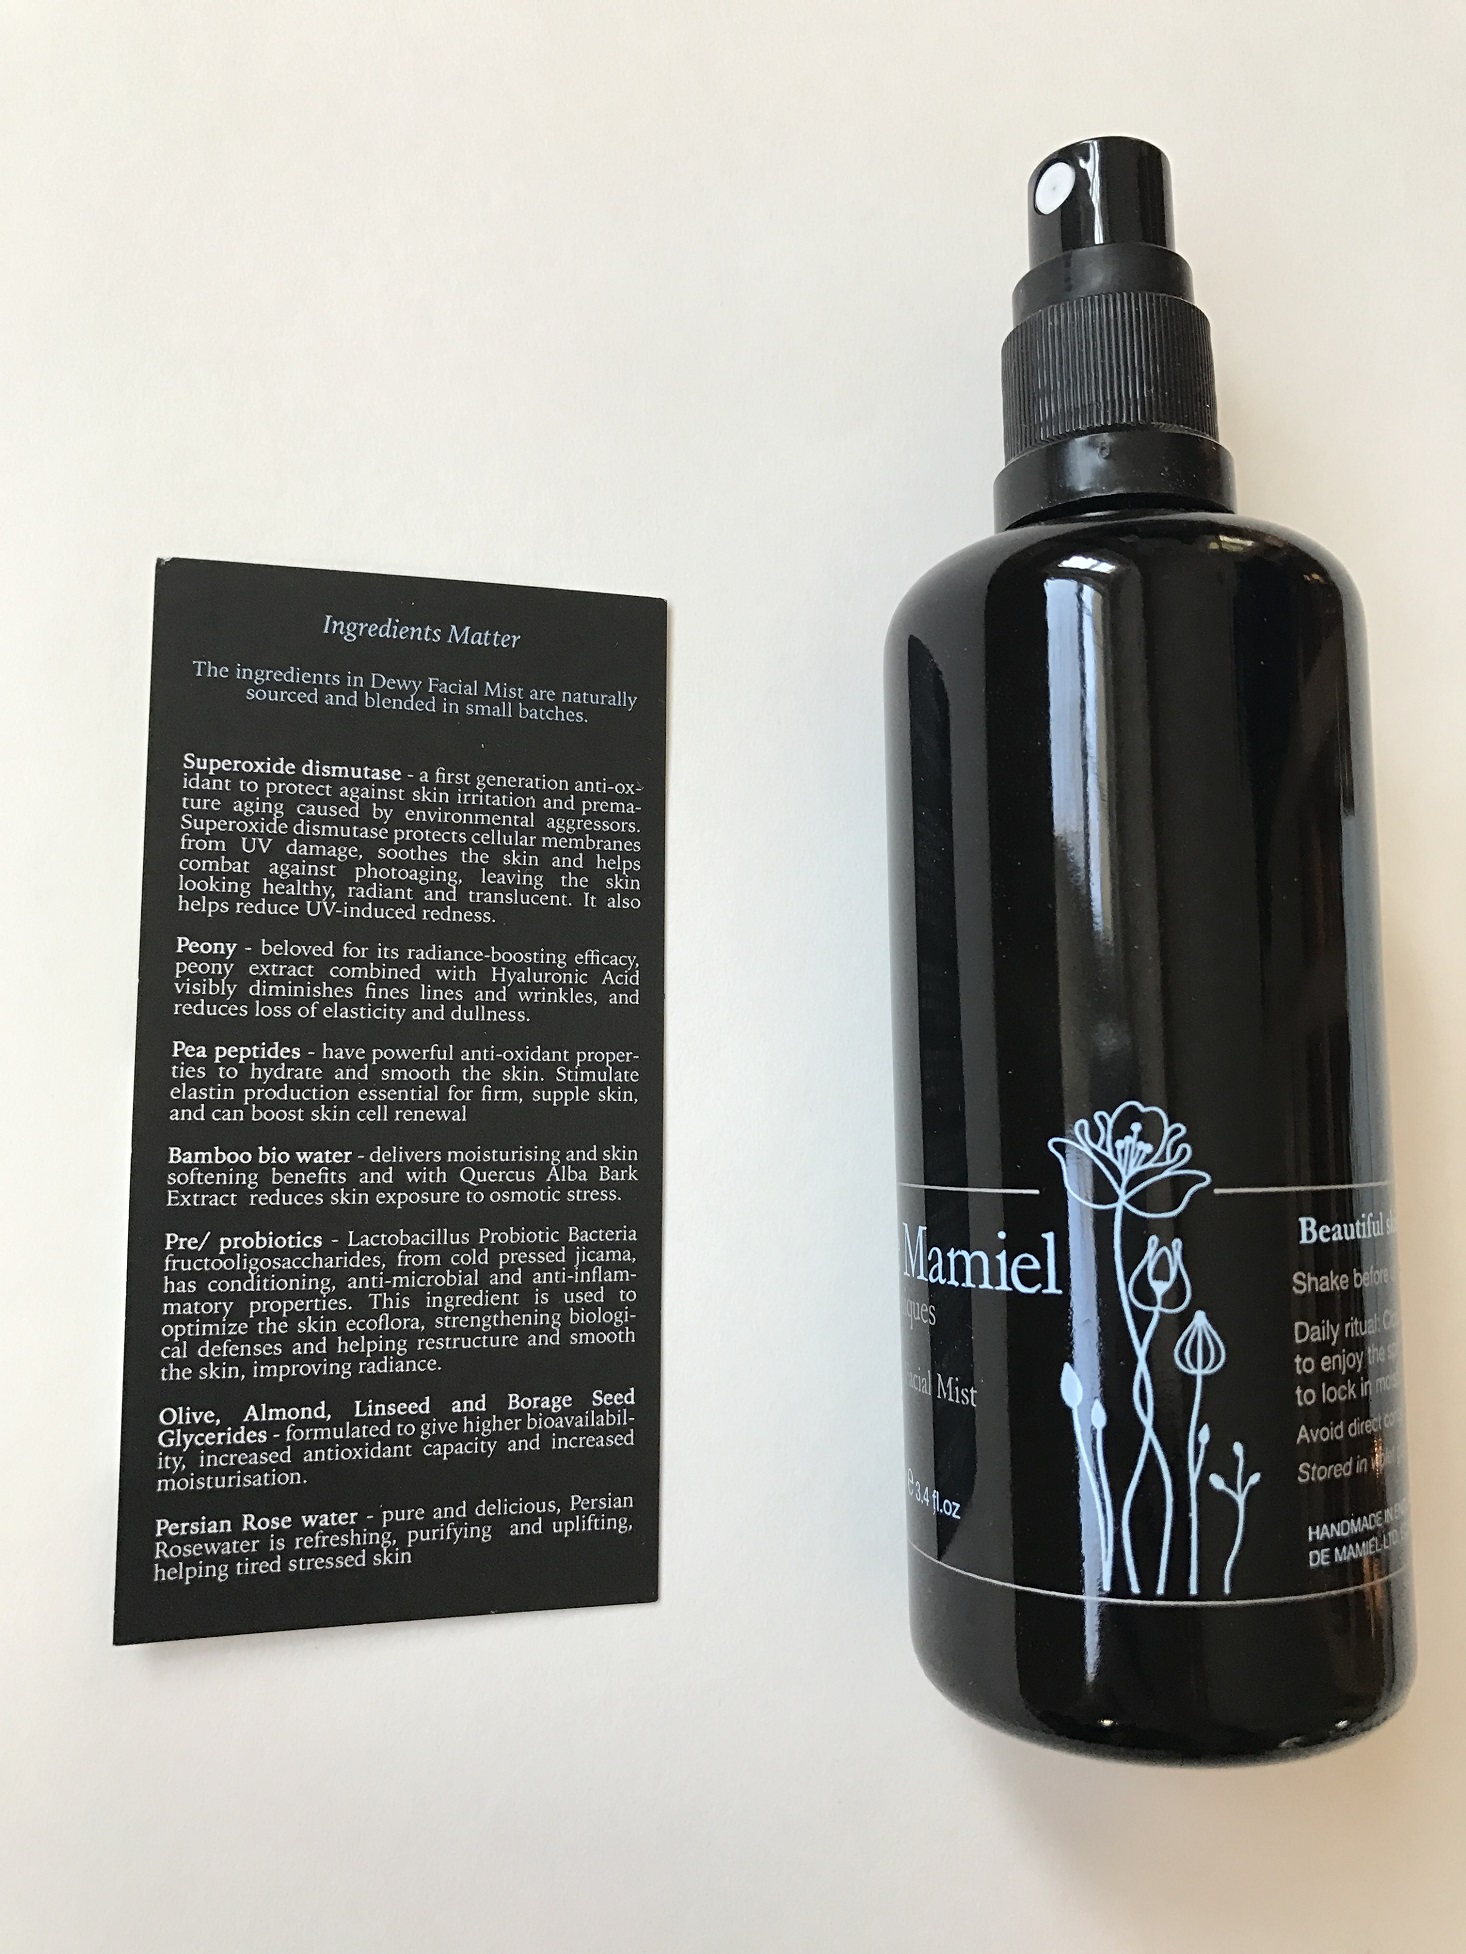 Ingredients Matter
The ingredients in Dewy Facial Mist are naturally
sourced and blended in small batches.
Superoxide dismutase - a first generation anti-ox-
idant to protect against skin irritation and prema-
ture aging caused by environmental aggressors.
Superoxide dismutase protects cellular membranes
from UV damage, soothes the skin and helps
combat against photoaging, leaving the skin
looking healthy, radiant and translucent. It also
helps reduce UV-induced redness.
Peony - beloved for its radiance-boosting efficacy,
peony extract combined with Hyaluronic Acid
visibly diminishes fines lines and wrinkles, and
reduces loss of elasticity and dullness.
Pea peptides - have powerful anti-oxidant proper-
ties to hydrate and smooth the skin. Stimulate
elastin production essential for firm, supple skin,
and can boost skin cell renewal
Bamboo bio water - delivers moisturising and skin
softening benefits and with Quercus Alba Bark
Extract reduces skin exposure to osmotic stress.
Pre/ probiotics - Lactobacillus Probiotic Bacteria
fructooligosaccharides, from cold pressed jicama,
has conditioning, anti-microbial and anti-inflam-
matory properties. This ingredient is used to
optimize the skin ecoflora, strengthening biologi-
cal defenses and helping restructure and smooth
the skin, improving radiance.
Olive, Almond, Linseed and Borage Seed
Glycerides - formulated to give higher bioavailabil-
ity, increased antioxidant capacity and increased
moisturisation.
Persian Rose water - pure and delicious, Persian
Rosewater is refreshing, purifying and uplifting,
helping tired stressed skin
Mamiel
iques
acial Mist
e 3.4 fl.oz
Beautiful
Shake before
Daily ritual:
to enjoy the
to lock in
Avoid direct
Stored in
HANDMADE IN
DE MAMIEL LTD.